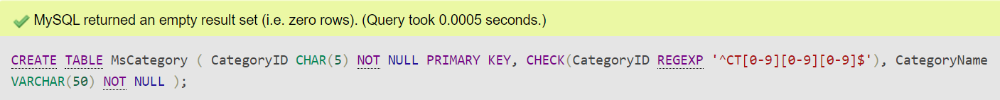 MySQL returned an empty result set (i.e. zero rows). (Query took 0.0005 seconds.)
CREATE TABLE MsCategory ( CategoryID CHAR(5) NOT NULL PRIMARY KEY, CHECK(CategoryID REGEXP '^CT[0-9][0-9][0-9]$'), CategoryName
VARCHAR(50) NOT NULL );